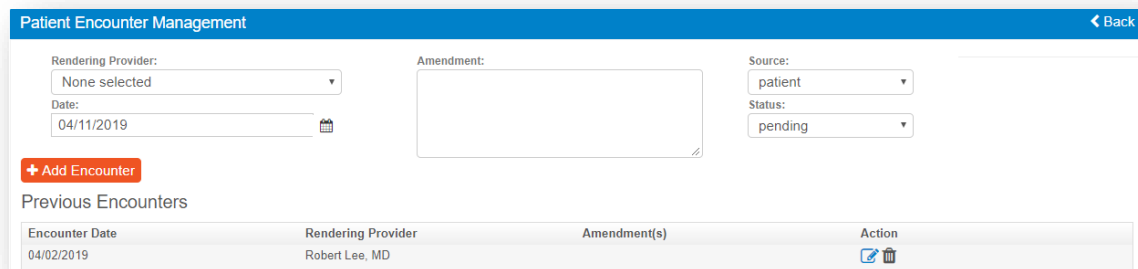 Patient Encounter Management
Back
Rendering Provider:
None selected
Date:
04/11/2019
Amendment:
Source:
patient
Status:
pending
+ Add Encounter
Previous Encounters
Encounter Date Rendering Provider Amendment(s) Action
04/02/2019 Robert Lee, MD